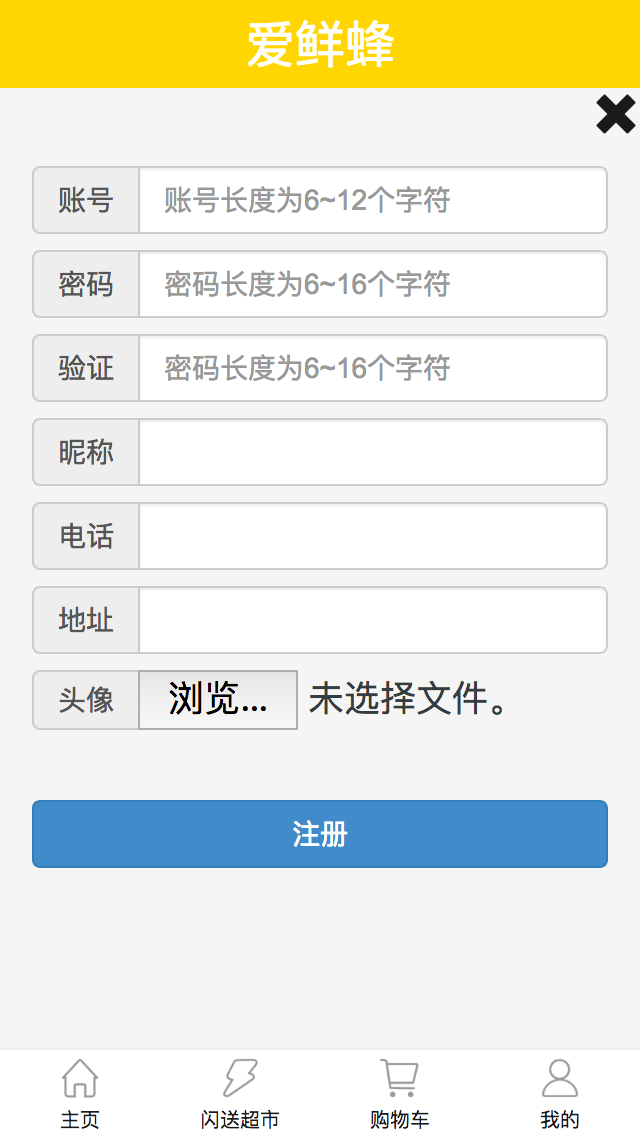 爱鲜蜂
账号 账号长度为6~12个字符
密码 密码长度为6~16个字符
验证 密码长度为6~16个字符
昵称
电话
地址
头像 浏览... 未选择文件。
注册
主页 闪送超市 购物车 我的